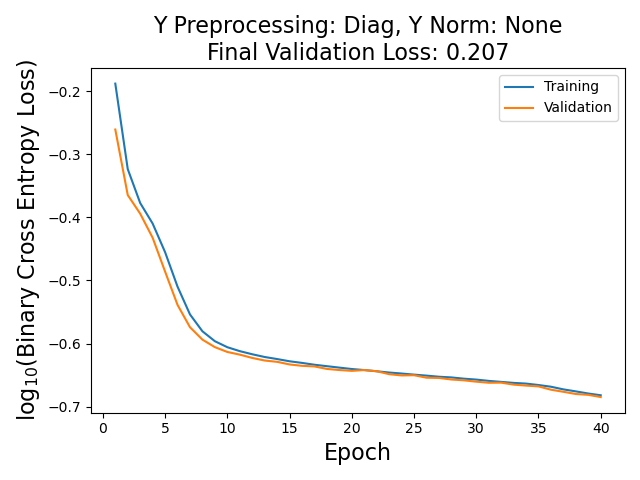 Y Preprocessing: Diag, Y Norm: None
Final Validation Loss: 0.207
Training
Validation
log10(Binary Cross Entropy Loss)
−0.2
−0.3
−0.4
−0.5
−0.6
−0.7
0 5 10 15 20 25 30 35 40
Epoch